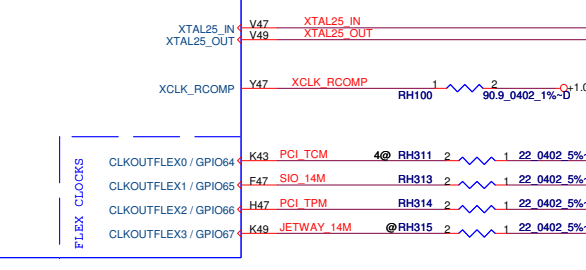 XTAL25_IN V47 XTAL25_IN
XTAL25_OUT V49 XTAL25_OUT
XCLK_RCOMP Y47 XCLK_RCOMP 1 2 +1.0
RH100 90.9_0402_1%~D
FLEX CLOCKS
CLKOUTFLEX0 / GPIO64 K43 PCI_TCM 4@ RH311 2 1 22_0402_5%~
CLKOUTFLEX1 / GPIO65 F47 SIO_14M RH313 2 1 22_0402_5%~
CLKOUTFLEX2 / GPIO66 H47 PCI_TPM RH314 2 1 22_0402_5%~
CLKOUTFLEX3 / GPIO67 K49 JETWAY_14M @ RH315 2 1 22_0402_5%~